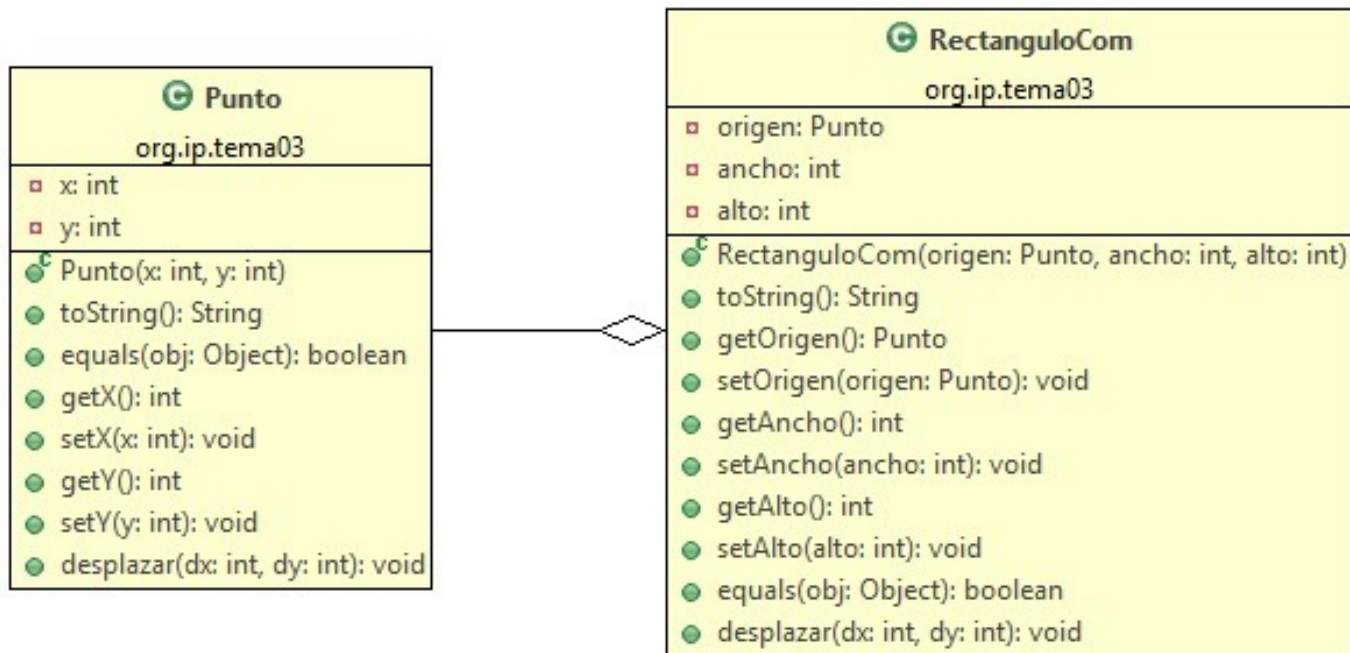 Punto
org.ip.tema03
x: int
y: int
Punto(x: int, y: int)
toString(): String
equals(obj: Object): boolean
getX(): int
setX(x: int): void
getY(): int
setY(y: int): void
desplazar(dx: int, dy: int): void
RectanguloCom
org.ip.tema03
origen: Punto
ancho: int
alto: int
RectanguloCom(origen: Punto, ancho: int, alto: int)
toString(): String
getOrigen(): Punto
setOrigen(origen: Punto): void
getAncho(): int
setAncho(ancho: int): void
getAlto(): int
setAlto(alto: int): void
equals(obj: Object): boolean
desplazar(dx: int, dy: int): void